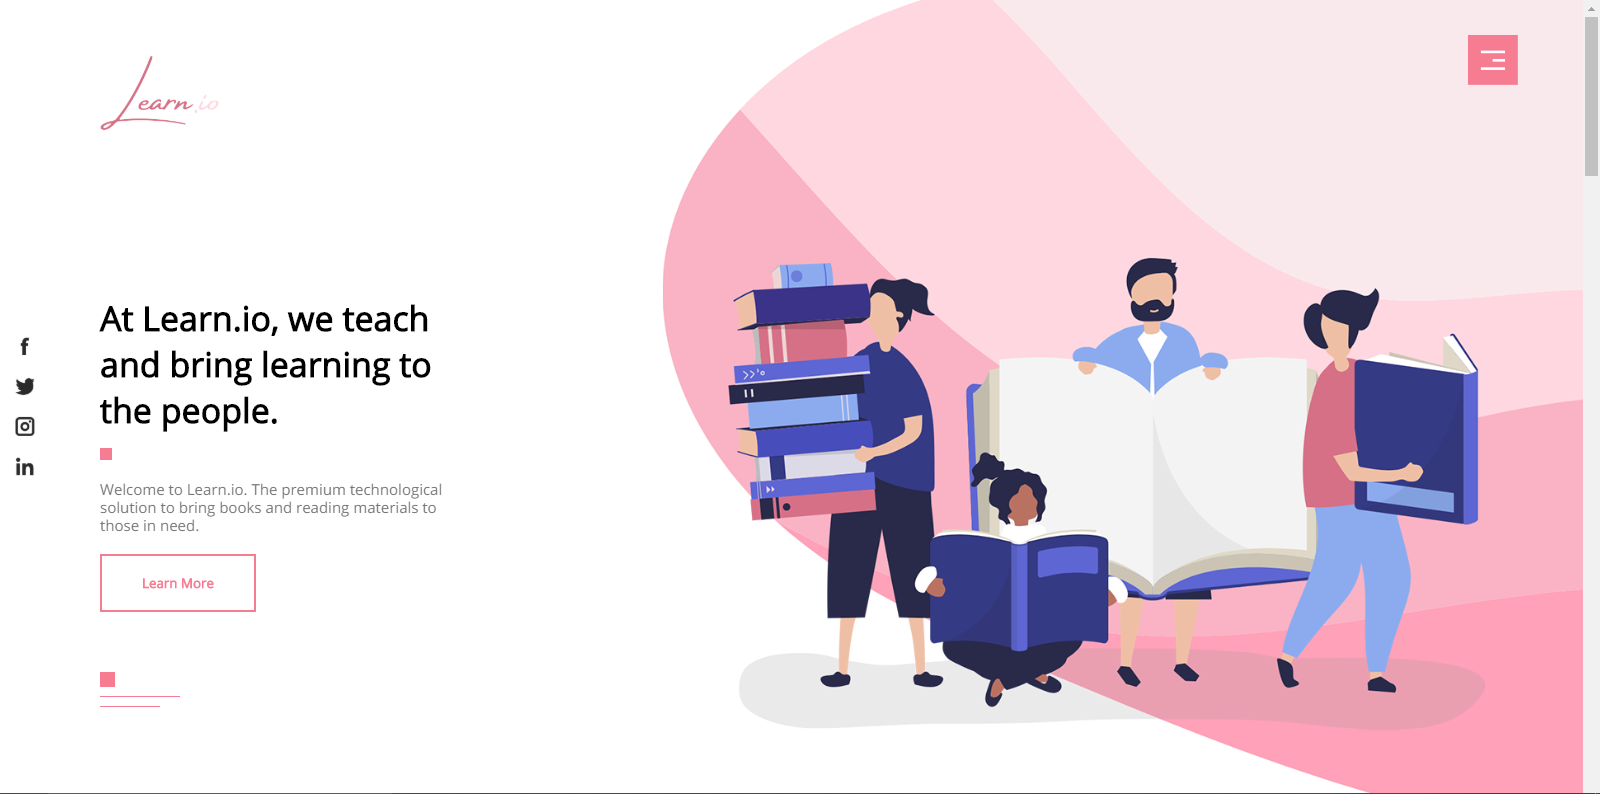 Learn.io
At Learn.io, we teach
and bring learning to
the people.
Welcome to Learn.io. The premium technological
solution to bring books and reading materials to
those in need.
Learn More